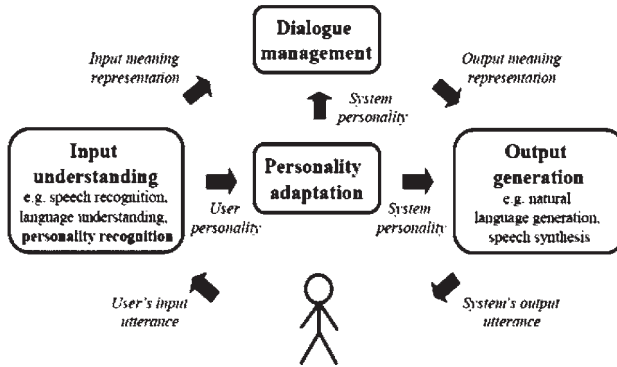 Dialogue
management
Input meaning
representation
Output meaning
representation
System
personality
Input
understanding
e.g. speech recognition,
language understanding,
personality recognition
Personality
adaptation
Output
generation
e.g. natural
language generation,
speech synthesis
User
personality
System
personality
User's input
utterance
System's output
utterance